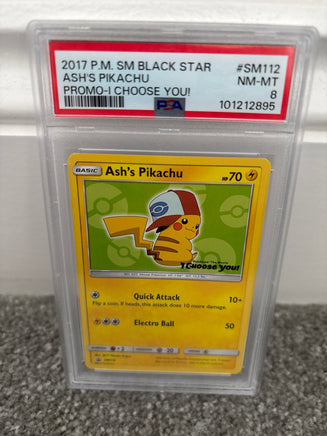 2017 P.M. SM BLACK STAR #SM112
ASH'S PIKACHU NM-MT
PROMO-I CHOOSE YOU! 8
PSA 101212895
BASIC Ash's Pikachu HP70
I Choose You!
Quick Attack 10+
Flip a coin. If heads, this attack does 10 more damage.
Electro Ball 50